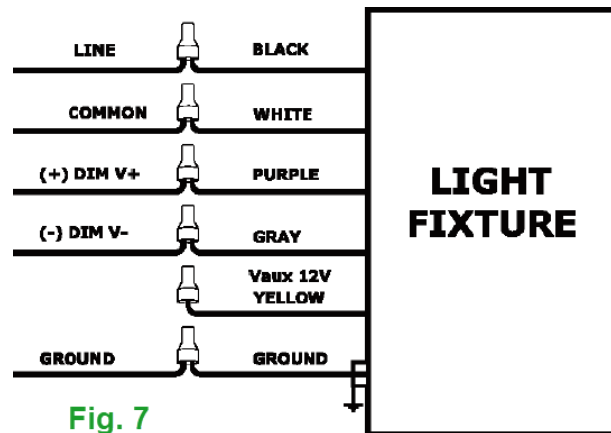 LINE BLACK
COMMON WHITE
(+) DIM V+ PURPLE
(-) DIM V- GRAY
Vaux 12V
YELLOW
GROUND GROUND
LIGHT
FIXTURE
Fig. 7